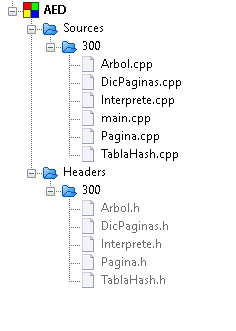 AED
Sources
300
Arbol.cpp
DicPaginas.cpp
Interprete.cpp
main.cpp
Pagina.cpp
TablaHash.cpp
Headers
300
Arbol.h
DicPaginas.h
Interprete.h
Pagina.h
TablaHash.h